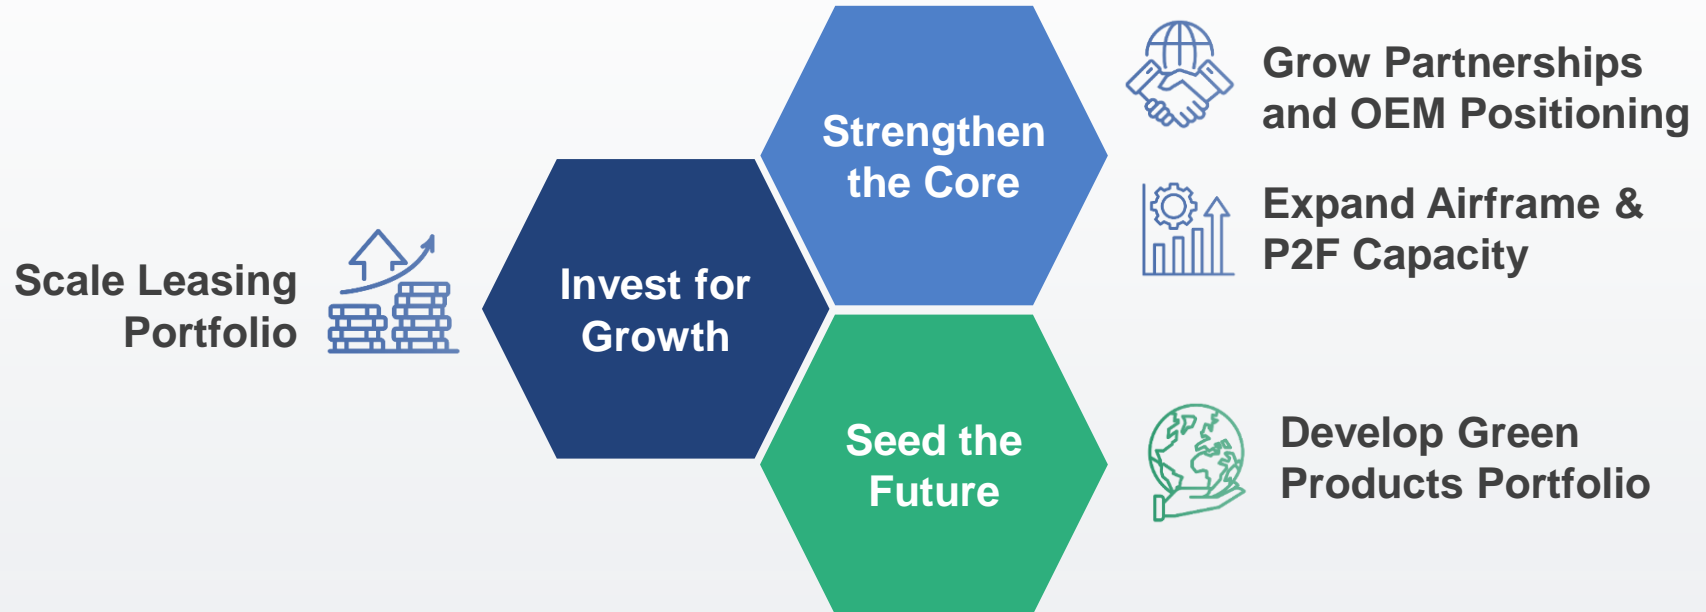 Scale Leasing
Portfolio
Invest for
Growth
Strengthen
the Core
Grow Partnerships
and OEM Positioning
Expand Airframe &
P2F Capacity
Seed the
Future
Develop Green
Products Portfolio